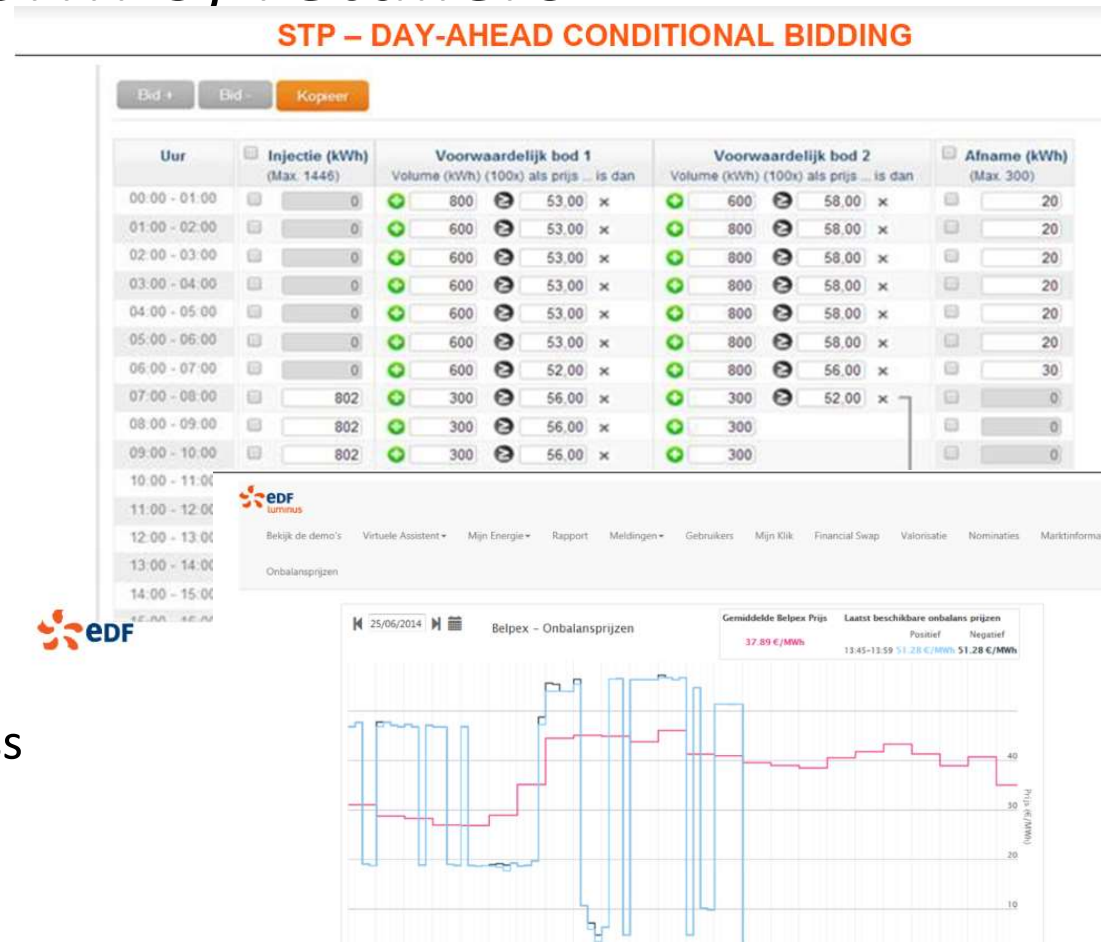 STP – DAY-AHEAD CONDITIONAL BIDDING
Bid + Bid - Kopieer
Uur Injectie (kWh) Voorwaardelijk bod 1 Voorwaardelijk bod 2 Afname (kWh)
(Max. 1446) Volume (kWh) (100x) als prijs ... is dan Volume (kWh) (100x) als prijs ... is dan (Max. 300)
00:00 - 01:00 0 800 ≥ 53,00 × 600 ≥ 58,00 × 20
01:00 - 02:00 0 600 ≥ 53,00 × 800 ≥ 58,00 × 20
02:00 - 03:00 0 600 ≥ 53,00 × 800 ≥ 58,00 × 20
03:00 - 04:00 0 600 ≥ 53,00 × 800 ≥ 58,00 × 20
04:00 - 05:00 0 600 ≥ 53,00 × 800 ≥ 58,00 × 20
05:00 - 06:00 0 600 ≥ 53,00 × 800 ≥ 58,00 × 20
06:00 - 07:00 0 600 ≥ 52,00 × 800 ≥ 56,00 × 30
07:00 - 08:00 802 300 ≥ 56,00 × 300 ≥ 52,00 × 0
08:00 - 09:00 802 300 ≥ 56,00 × 300 0
09:00 - 10:00 802 300 ≥ 56,00 × 300 0
10:00 - 11:00
11:00 - 12:00
12:00 - 13:00
13:00 - 14:00
14:00 - 15:00
eDF
luminus
Bekijk de demo's Virtuele Assistent Mijn Energie Rapport Meldingen Gebruikers Mijn Klik Financial Swap Valorisatie Nominaties Marktinforma
Onbalansprijzen
eDF
25/06/2014 Belpex - Onbalansprijzen
Gemiddelde Belpex Prijs Laatst beschikbare onbalans prijzen
Positief Negatief
37.89 €/MWh 13:45-13:59 51.28 €/MWh 51.28 €/MWh
s
40
30
20
10
Prijs (€/MWh)